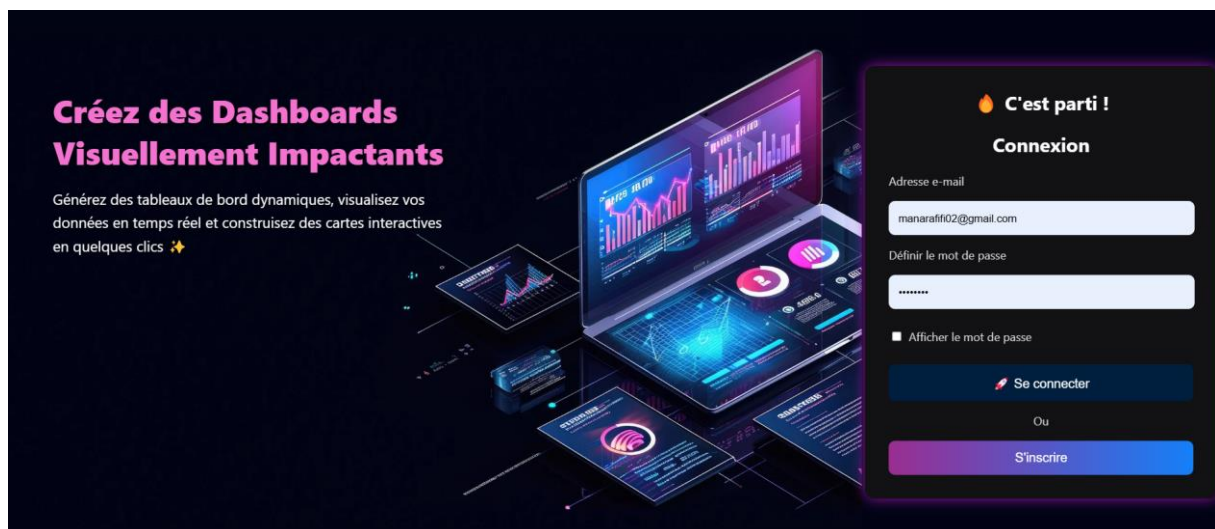 Créez des Dashboards
Visuellement Impactants
Générez des tableaux de bord dynamiques, visualisez vos
données en temps réel et construisez des cartes interactives
en quelques clics ✨
🔥 C'est parti !
Connexion
Adresse e-mail
manarafifi02@gmail.com
Définir le mot de passe
••••••••
Afficher le mot de passe
🚀 Se connecter
Ou
S'inscrire